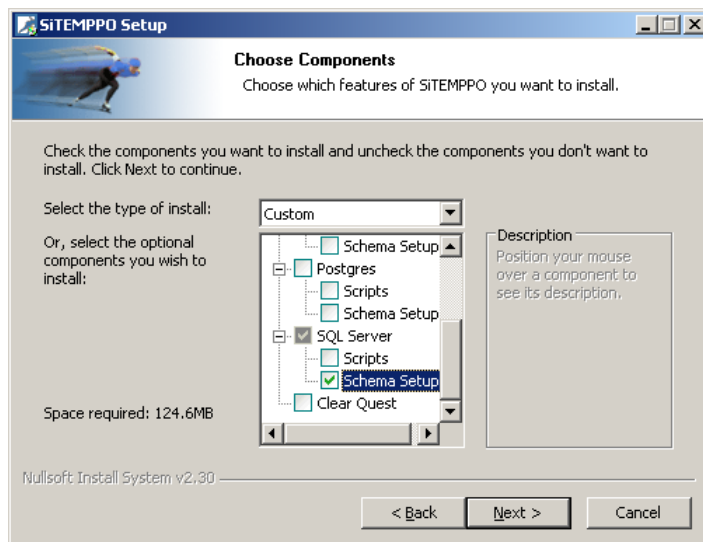 SiTEMPPO Setup
Choose Components
Choose which features of SiTEMPPO you want to install.
Check the components you want to install and uncheck the components you don't want to
install. Click Next to continue.
Select the type of install:
Custom
Or, select the optional
components you wish to
install:
Schema Setup
Postgres
Scripts
Schema Setup
SQL Server
Scripts
Schema Setup
Clear Quest
Description
Position your mouse
over a component to
see its description.
Space required: 124.6MB
Nullsoft Install System v2.30
< Back
Next >
Cancel